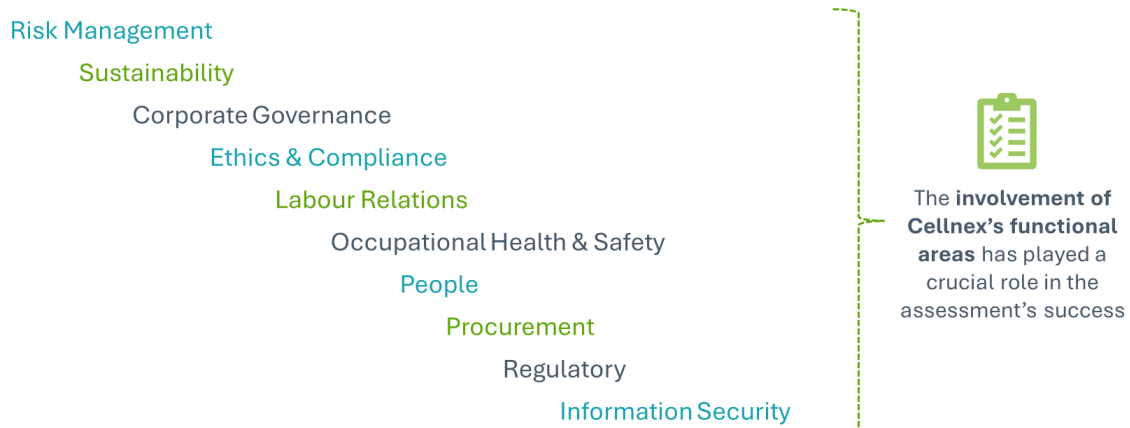 Risk Management
Sustainability
Corporate Governance
Ethics & Compliance
Labour Relations
Occupational Health & Safety
People
Procurement
Regulatory
Information Security
The involvement of
Cellnex’s functional
areas has played a
crucial role in the
assessment’s success